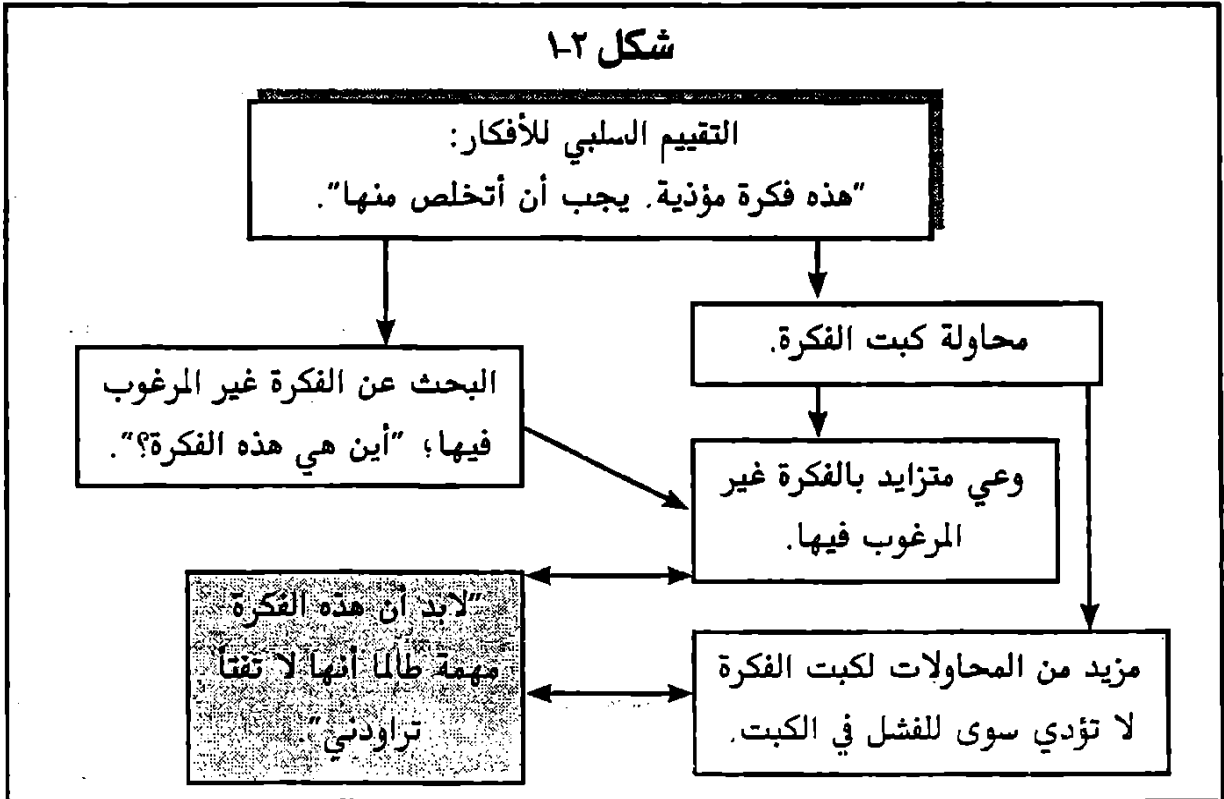 شكل ٢-١
التقييم السلبي للأفكار:
"هذه فكرة مؤذية. يجب أن أتخلص منها".
محاولة كبت الفكرة.
البحث عن الفكرة غير المرغوب
فيها؛ "أين هي هذه الفكرة؟".
وعي متزايد بالفكرة غير
المرغوب فيها.
"لابد أن هذه الفكرة
مهمة طالما أنها لا تفتأ
تراودني".
مزيد من المحاولات لكبت الفكرة
لا تؤدي سوى للفشل في الكبت.